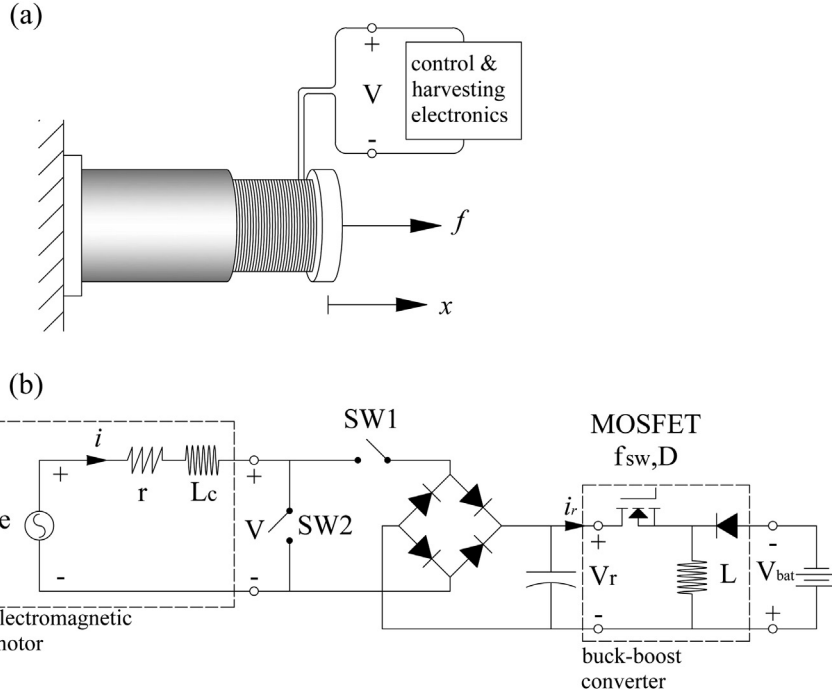 (a)
+
V
-
control &
harvesting
electronics
f
x
(b)
SW1
MOSFET
fsw,D
i
+
r
Lc
+
e
V
SW2
ir
+
Vr
L
-
Vbat
-
-
-
+
lectromagnetic
otor
buck-boost
converter